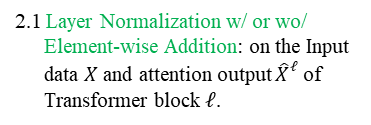 2.1 Layer Normalization w/ or wo/
Element-wise Addition: on the Input
data X and attention output X̂^ℓ of
Transformer block ℓ.